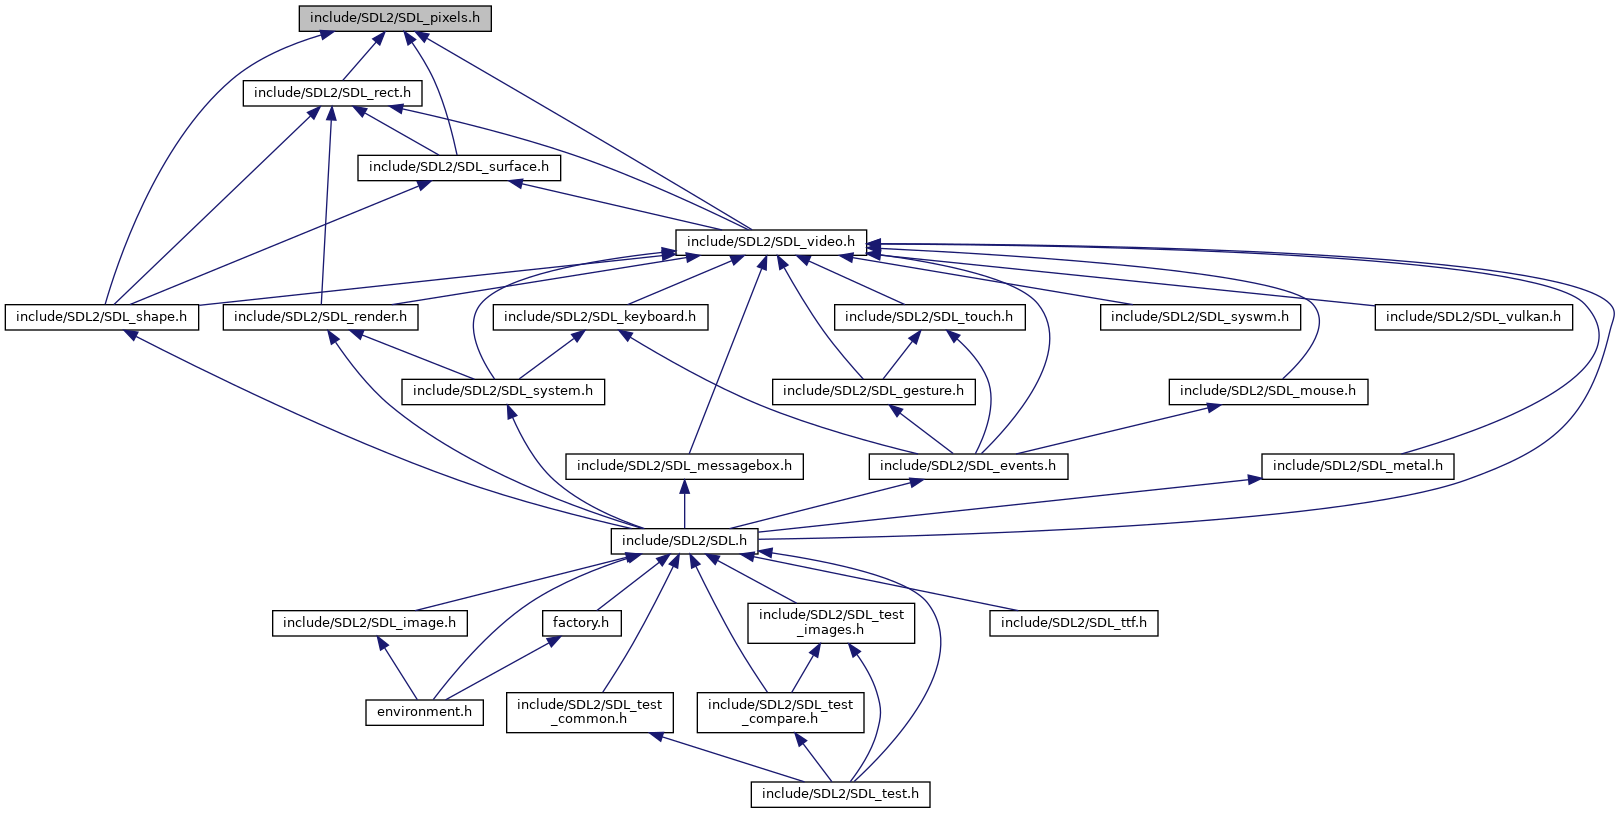 include/SDL2/SDL_pixels.h
include/SDL2/SDL_rect.h
include/SDL2/SDL_surface.h
include/SDL2/SDL_video.h
include/SDL2/SDL_shape.h
include/SDL2/SDL_render.h
include/SDL2/SDL_keyboard.h
include/SDL2/SDL_touch.h
include/SDL2/SDL_syswm.h
include/SDL2/SDL_vulkan.h
include/SDL2/SDL_system.h
include/SDL2/SDL_gesture.h
include/SDL2/SDL_mouse.h
include/SDL2/SDL_messagebox.h
include/SDL2/SDL_events.h
include/SDL2/SDL_metal.h
include/SDL2/SDL.h
include/SDL2/SDL_image.h
factory.h
include/SDL2/SDL_test
_images.h
include/SDL2/SDL_ttf.h
environment.h
include/SDL2/SDL_test
_common.h
include/SDL2/SDL_test
_compare.h
include/SDL2/SDL_test.h